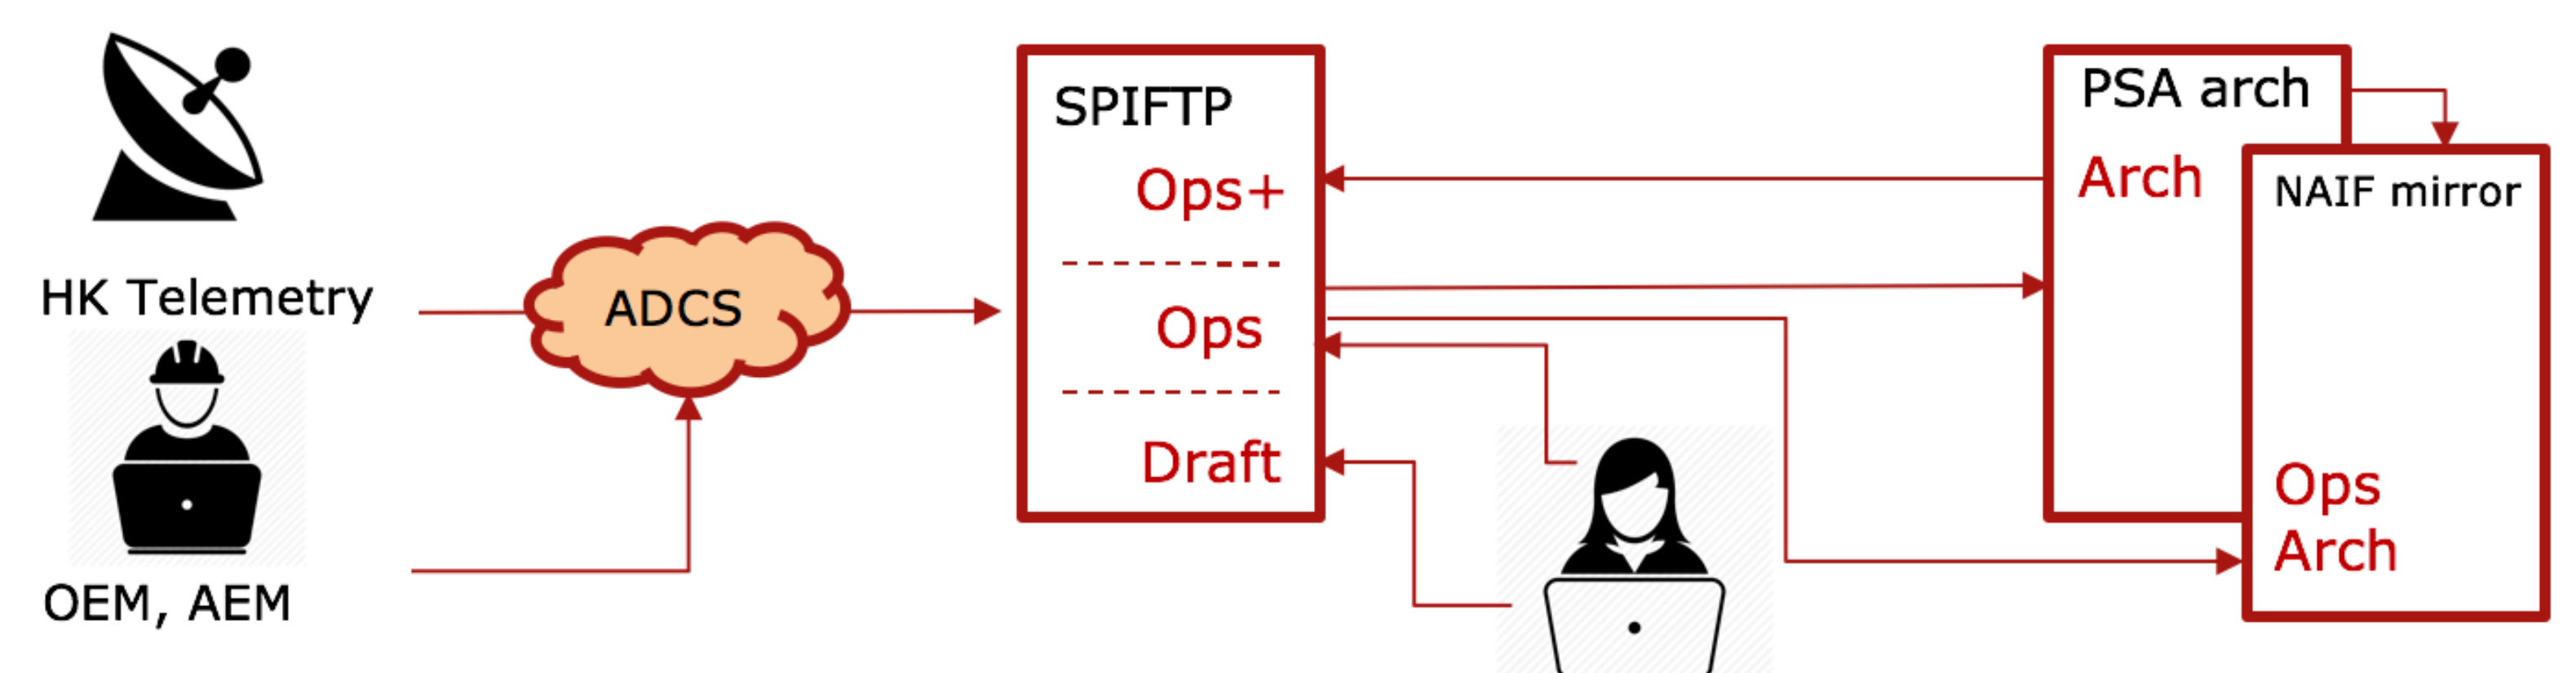 HK Telemetry
OEM, AEM
ADCS
SPIFTP
Ops+
Ops
Draft
PSA arch
Arch
NAIF mirror
Ops
Arch